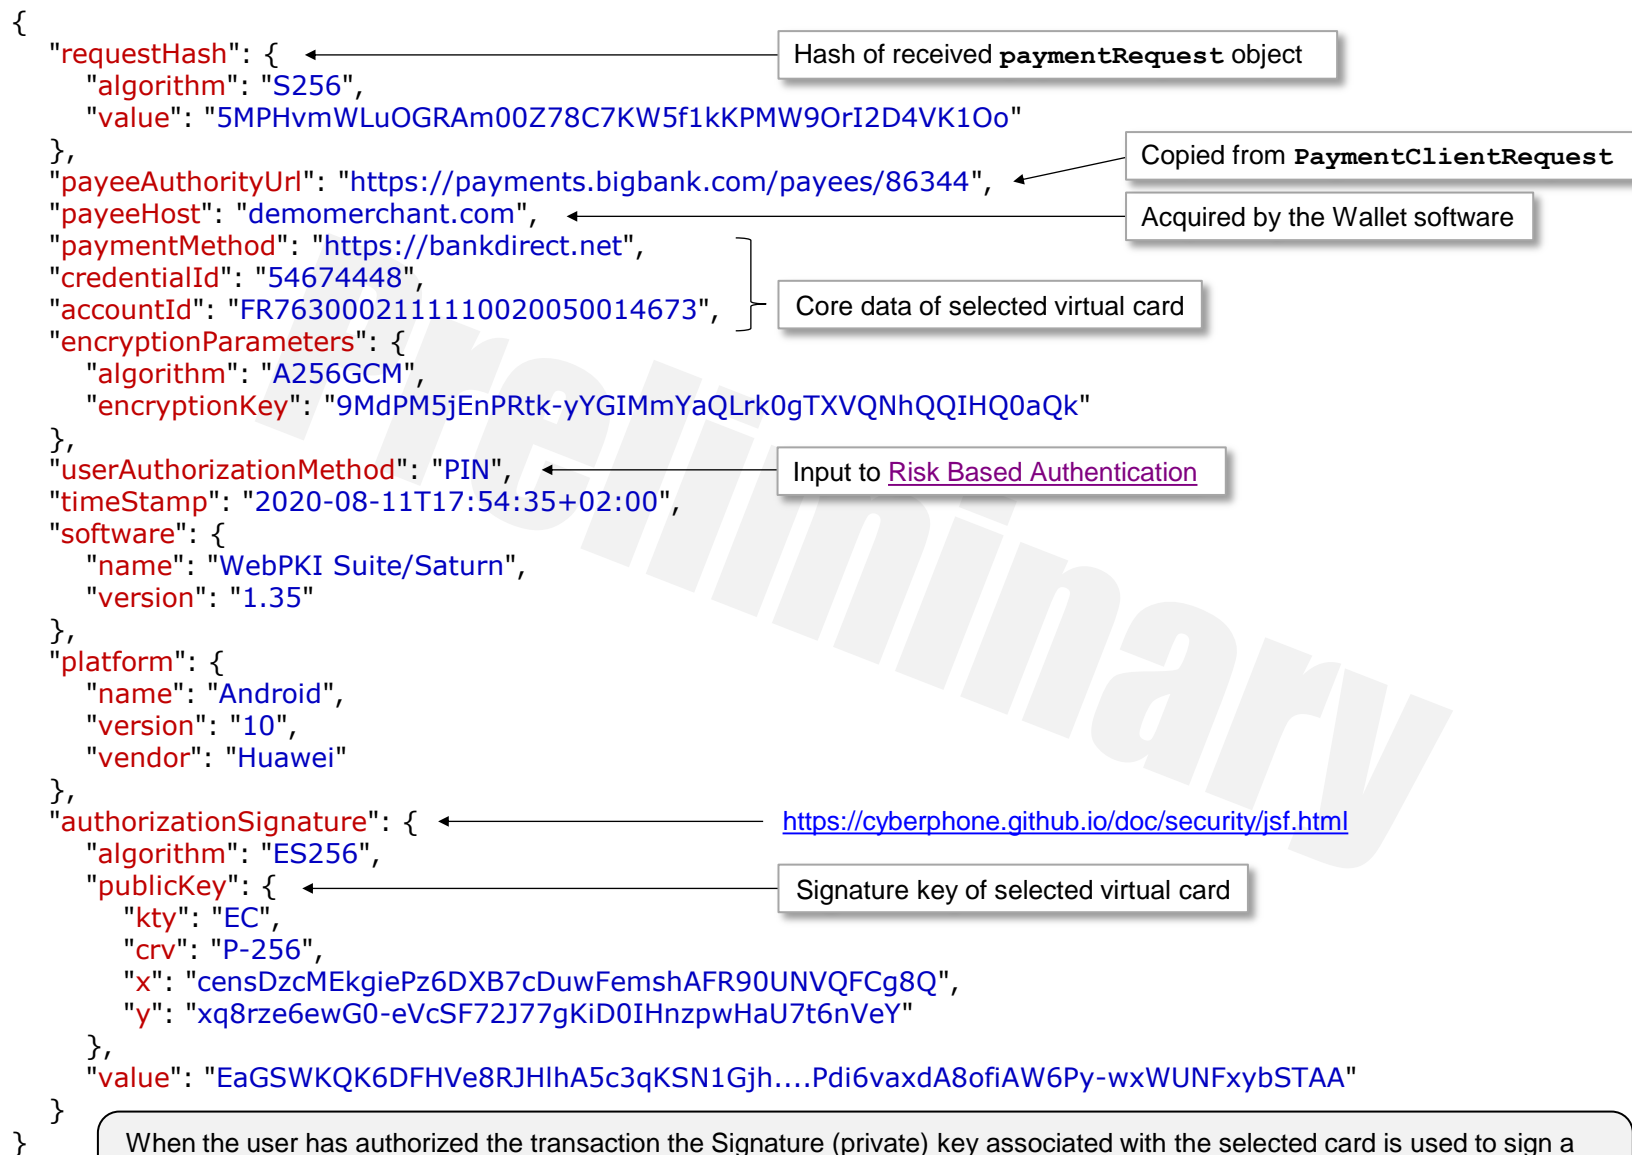 {
"requestHash": {
Hash of received paymentRequest object
"algorithm": "S256",
"value": "5MPHvmWLuOGRAm00Z78C7KW5f1kKPMW9OrI2D4VK1Oo"
},
Copied from PaymentClientRequest
"payeeAuthorityUrl": "https://payments.bigbank.com/payees/86344",
"payeeHost": "demomerchant.com",
Acquired by the Wallet software
"paymentMethod": "https://bankdirect.net",
"credentialId": "54674448",
"accountId": "FR7630002111110020050014673",
Core data of selected virtual card
"encryptionParameters": {
"algorithm": "A256GCM",
"encryptionKey": "9MdPM5jEnPRtk-yYGIMmYaQLrk0gTXVQNhQQIHQ0aQk"
},
"userAuthorizationMethod": "PIN",
Input to Risk Based Authentication
"timeStamp": "2020-08-11T17:54:35+02:00",
"software": {
"name": "WebPKI Suite/Saturn",
"version": "1.35"
},
"platform": {
"name": "Android",
"version": "10",
"vendor": "Huawei"
},
"authorizationSignature": {
https://cyberphone.github.io/doc/security/jsf.html
"algorithm": "ES256",
"publicKey": {
Signature key of selected virtual card
"kty": "EC",
"crv": "P-256",
"x": "censDzcMEkgiePz6DXB7cDuwFemshAFR90UNVQFCg8Q",
"y": "xq8rze6ewG0-eVcSF72J77gKiD0IHnzpwHaU7t6nVeY"
},
"value": "EaGSWKQK6DFHVe8RJHlhA5c3qKSN1Gjh....Pdi6vaxdA8ofiAW6Py-wxWUNFxybSTAA"
}
}
When the user has authorized the transaction the Signature (private) key associated with the selected card is used to sign a
Preliminary